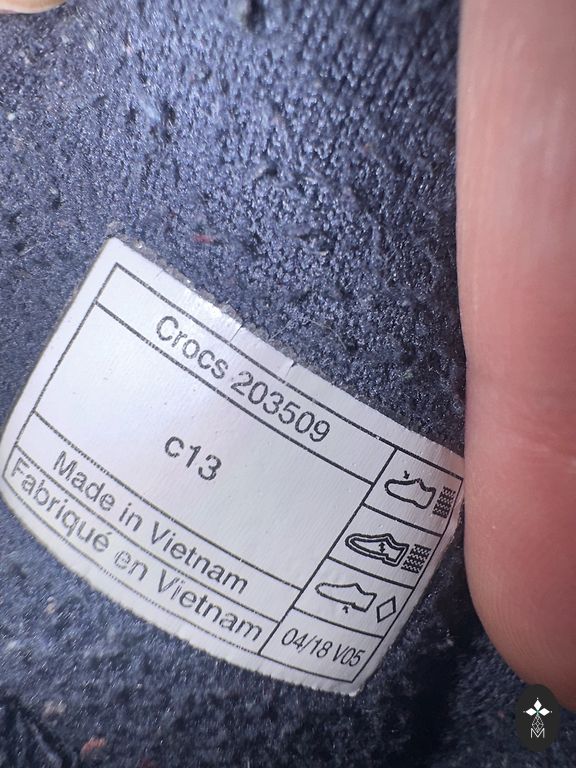 Crocs 203509
c13
Made in Vietnam
Fabriqué en Vietnam
04/18 V05
M